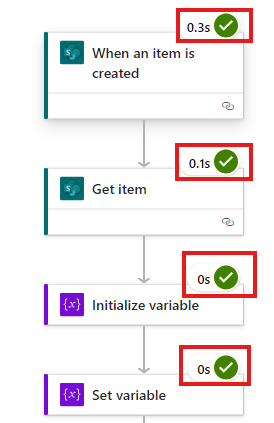 0.3s
When an item is
created
0.1s
Get item
0s
{x}
Initialize variable
0s
{x}
Set variable